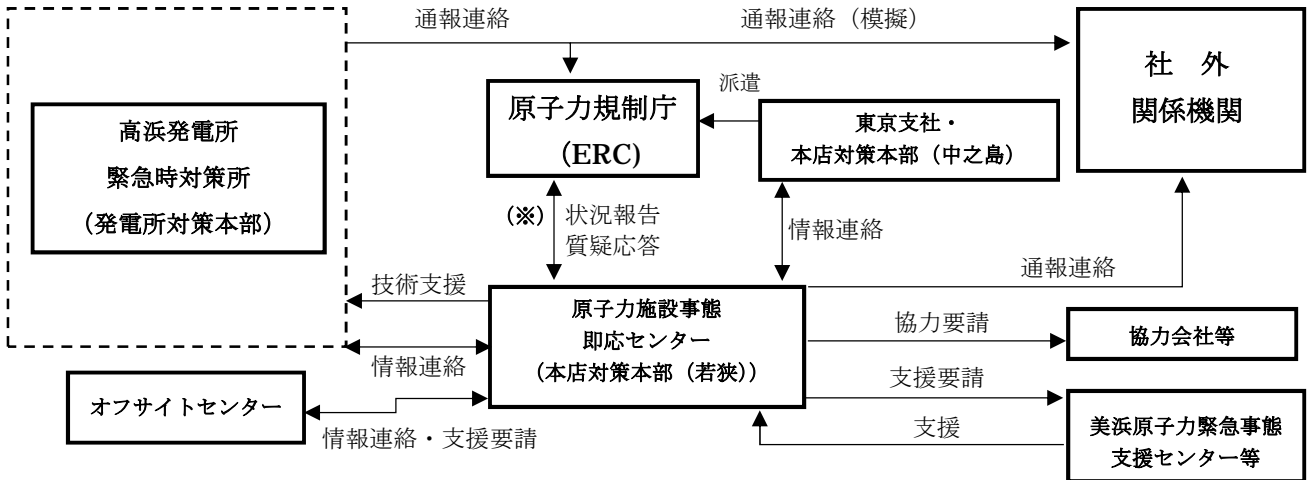 通報連絡
通報連絡（模擬）
社　外
関係機関
高浜発電所
緊急時対策所
（発電所対策本部）
原子力規制庁
（ERC)
派遣
東京支社・
本店対策本部（中之島）
(※)
状況報告
質疑応答
情報連絡
通報連絡
技術支援
情報連絡
原子力施設事態
即応センター
（本店対策本部（若狭））
協力要請
協力会社等
支援要請
支援
美浜原子力緊急事態
支援センター等
オフサイトセンター
情報連絡・支援要請